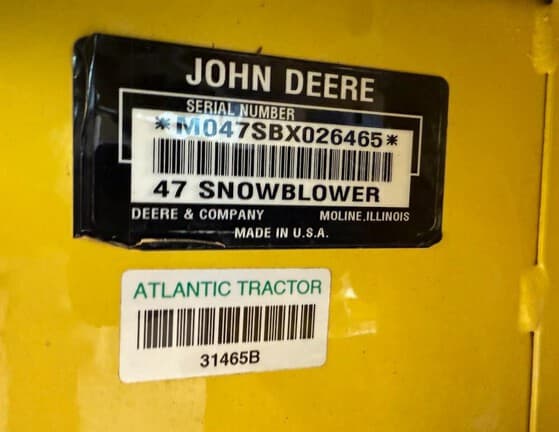 JOHN DEERE
SERIAL NUMBER
*M047SBX026465*
47 SNOWBLOWER
DEERE & COMPANY MOLINE, ILLINOIS
MADE IN U.S.A.
ATLANTIC TRACTOR
31465B